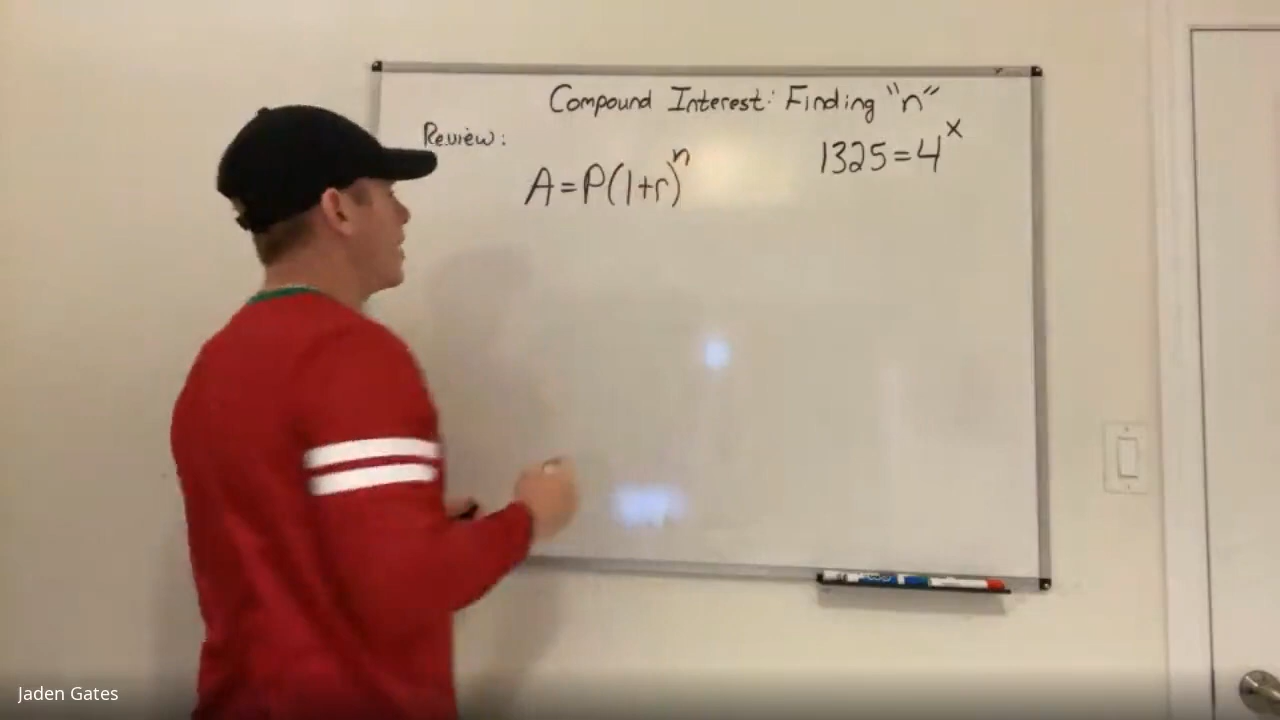 Compound Interest: Finding "n"
Review:
A=P(1+r)^n
1325=4^x
Jaden Gates